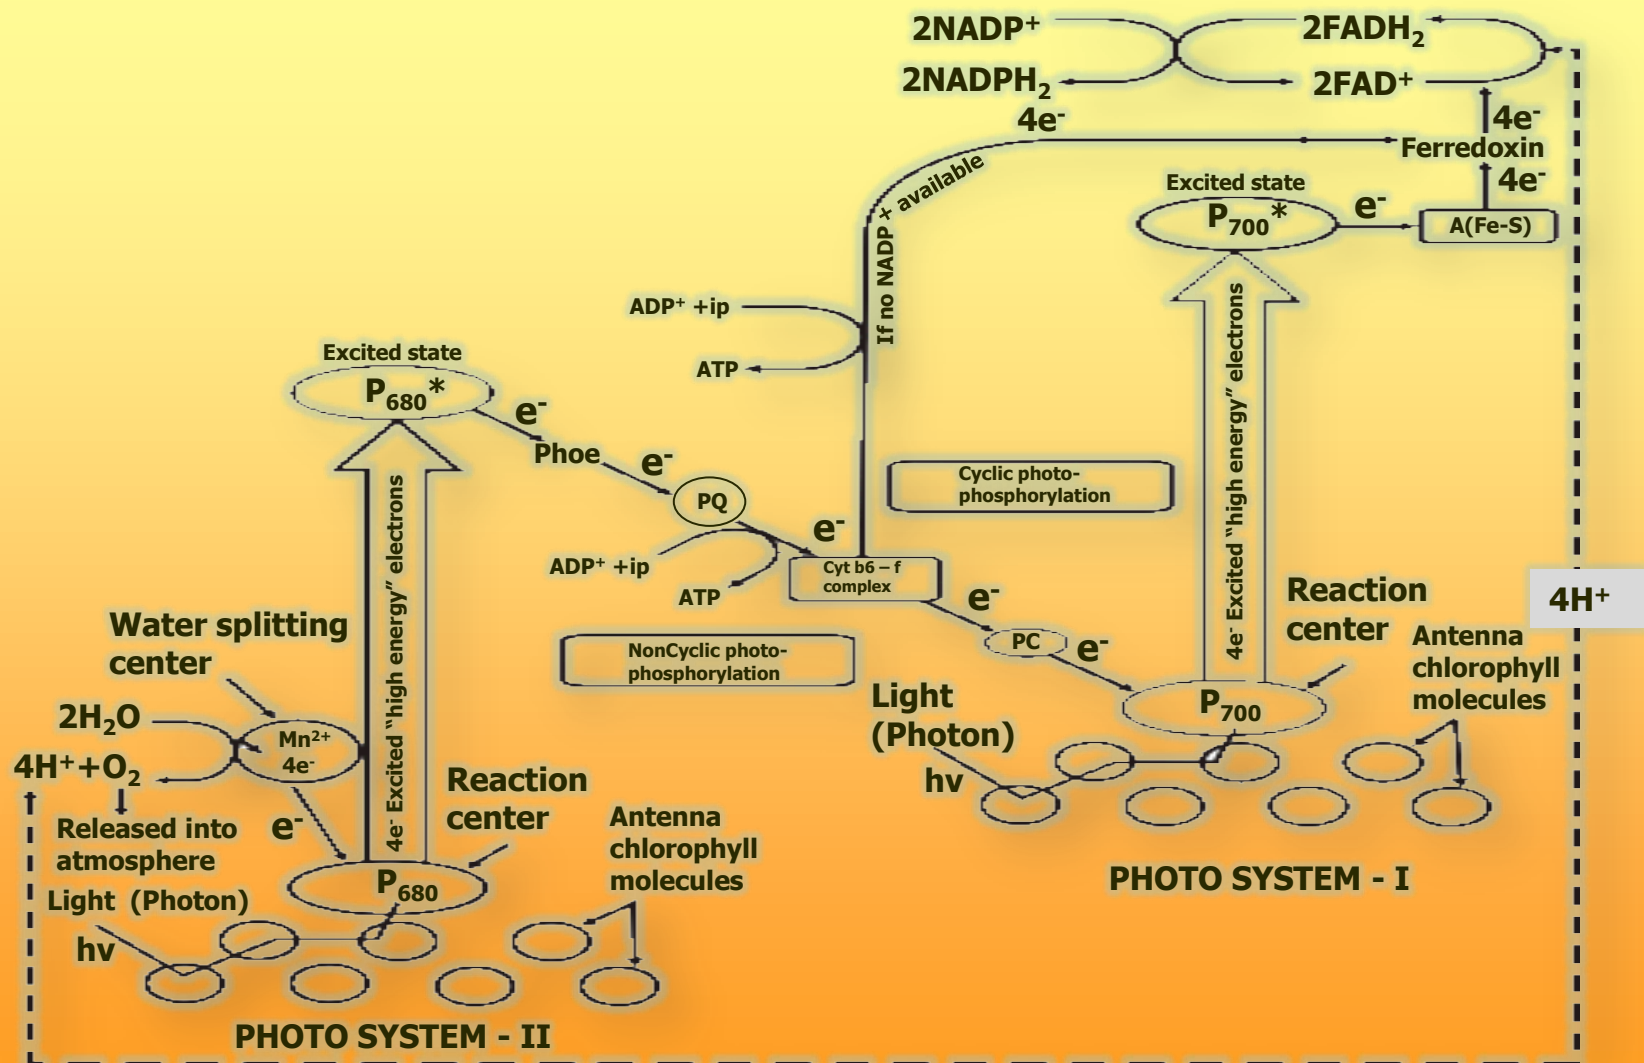 2NADP⁺
2FADH₂
2NADPH₂
2FAD⁺
4e⁻
4e⁻
Ferredoxin
4e⁻
If no NADP + available
Excited state
P₇₀₀*
e⁻
A(Fe-S)
ADP⁺ +ip
ATP
4e⁻ Excited “high energy” electrons
Excited state
P₆₈₀*
e⁻
Phoe
e⁻
PQ
e⁻
ADP⁺ +ip
ATP
Cyt b6 – f
complex
Cyclic photo-
phosphorylation
e⁻
PC
e⁻
NonCyclic photo-
phosphorylation
4H⁺
Reaction
center
Antenna
chlorophyll
molecules
P₇₀₀
Light
(Photon)
hv
PHOTO SYSTEM - I
Water splitting
center
2H₂O
Mn²⁺
4e⁻
4H⁺+O₂
Released into
atmosphere
e⁻
4e⁻ Excited “high energy” electrons
Reaction
center
Antenna
chlorophyll
molecules
P₆₈₀
Light (Photon)
hv
PHOTO SYSTEM - II